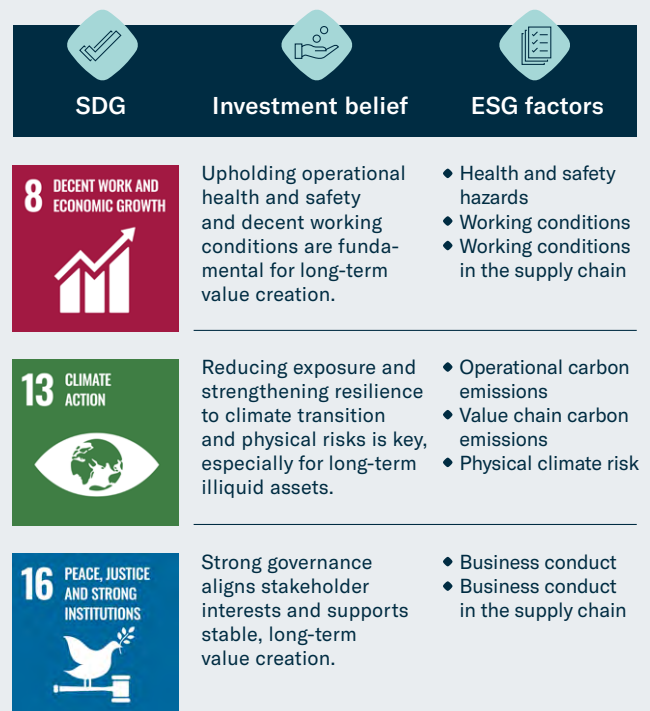 SDG
Investment belief
ESG factors
8 DECENT WORK AND
ECONOMIC GROWTH
Upholding operational
health and safety
and decent working
conditions are funda-
mental for long-term
value creation.
Health and safety
hazards
Working conditions
Working conditions
in the supply chain
13 CLIMATE
ACTION
Reducing exposure and
strengthening resilience
to climate transition
and physical risks is key,
especially for long-term
illiquid assets.
Operational carbon
emissions
Value chain carbon
emissions
Physical climate risk
16 PEACE, JUSTICE
AND STRONG
INSTITUTIONS
Strong governance
aligns stakeholder
interests and supports
stable, long-term
value creation.
Business conduct
Business conduct
in the supply chain